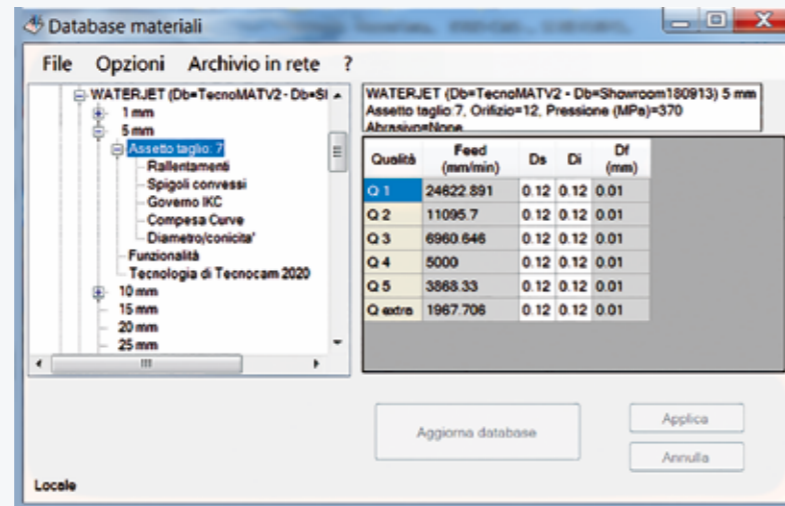 Database materiali
File Opzioni Archivio in rete ?
WATERJET (Db=TecnoMATV2 - Db=SI
1 mm
5 mm
Assetto taglio: 7
Rallentamenti
Spigoli convessi
Governo IKC
Compesa Curve
Diametro/conicita'
Funzionalità
Tecnologia di Tecnocam 2020
10 mm
15 mm
20 mm
25 mm
WATERJET (Db=TecnoMATV2 - Db=Showroom180913) 5 mm
Assetto taglio:7, Orifizio=12, Pressione (MPa)=370
Abrasivo=None
Qualità Feed (mm/min) Ds Di Df (mm)
Q 1 24622.891 0.12 0.12 0.01
Q 2 11095.7 0.12 0.12 0.01
Q 3 6960.646 0.12 0.12 0.01
Q 4 5000 0.12 0.12 0.01
Q 5 3868.33 0.12 0.12 0.01
Q extra 1967.706 0.12 0.12 0.01
Aggiorna database
Applica
Annulla
Locale